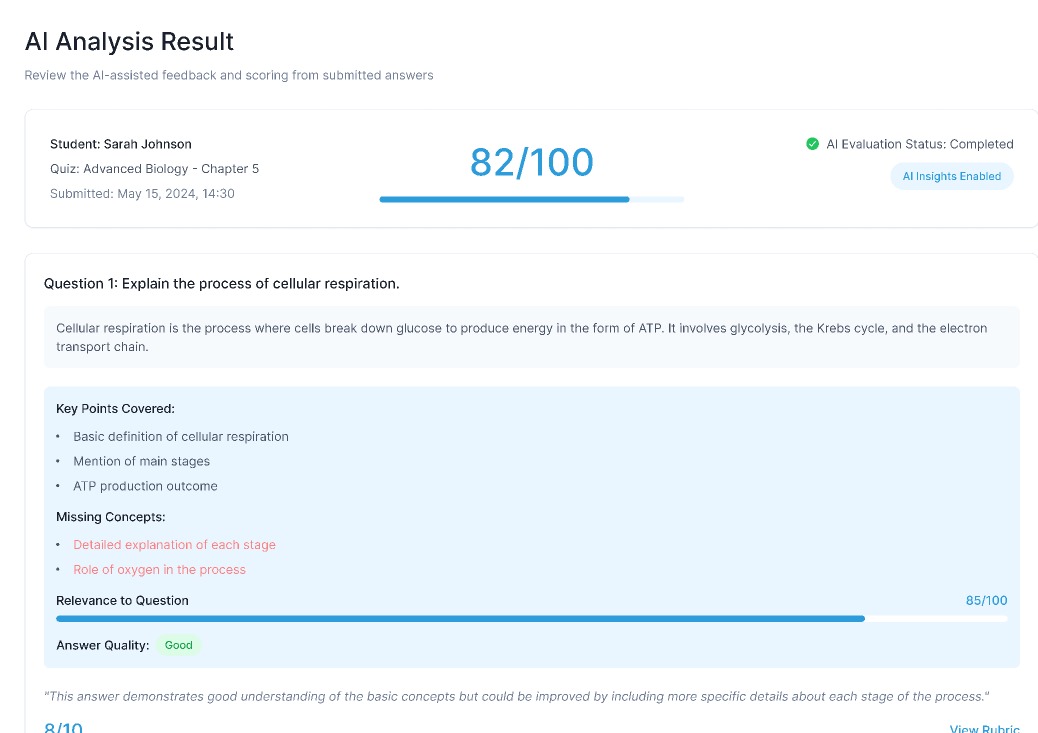 AI Analysis Result
Review the AI-assisted feedback and scoring from submitted answers
Student: Sarah Johnson
Quiz: Advanced Biology - Chapter 5
Submitted: May 15, 2024, 14:30
82/100
AI Evaluation Status: Completed
AI Insights Enabled
Question 1: Explain the process of cellular respiration.
Cellular respiration is the process where cells break down glucose to produce energy in the form of ATP. It involves glycolysis, the Krebs cycle, and the electron
transport chain.
Key Points Covered:
• Basic definition of cellular respiration
• Mention of main stages
• ATP production outcome
Missing Concepts:
• Detailed explanation of each stage
• Role of oxygen in the process
Relevance to Question 85/100
Answer Quality: Good
"This answer demonstrates good understanding of the basic concepts but could be improved by including more specific details about each stage of the process."
8/10 View Rubric